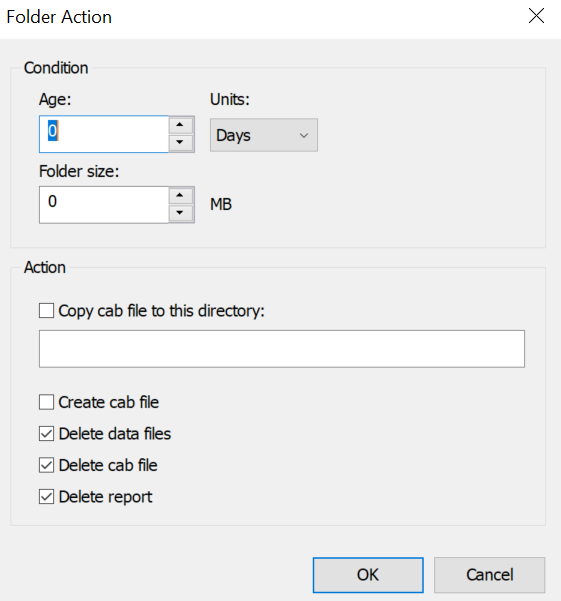 Folder Action
Condition
Age: Units:
0 Days
Folder size:
0 MB
Action
Copy cab file to this directory:
Create cab file
Delete data files
Delete cab file
Delete report
OK Cancel